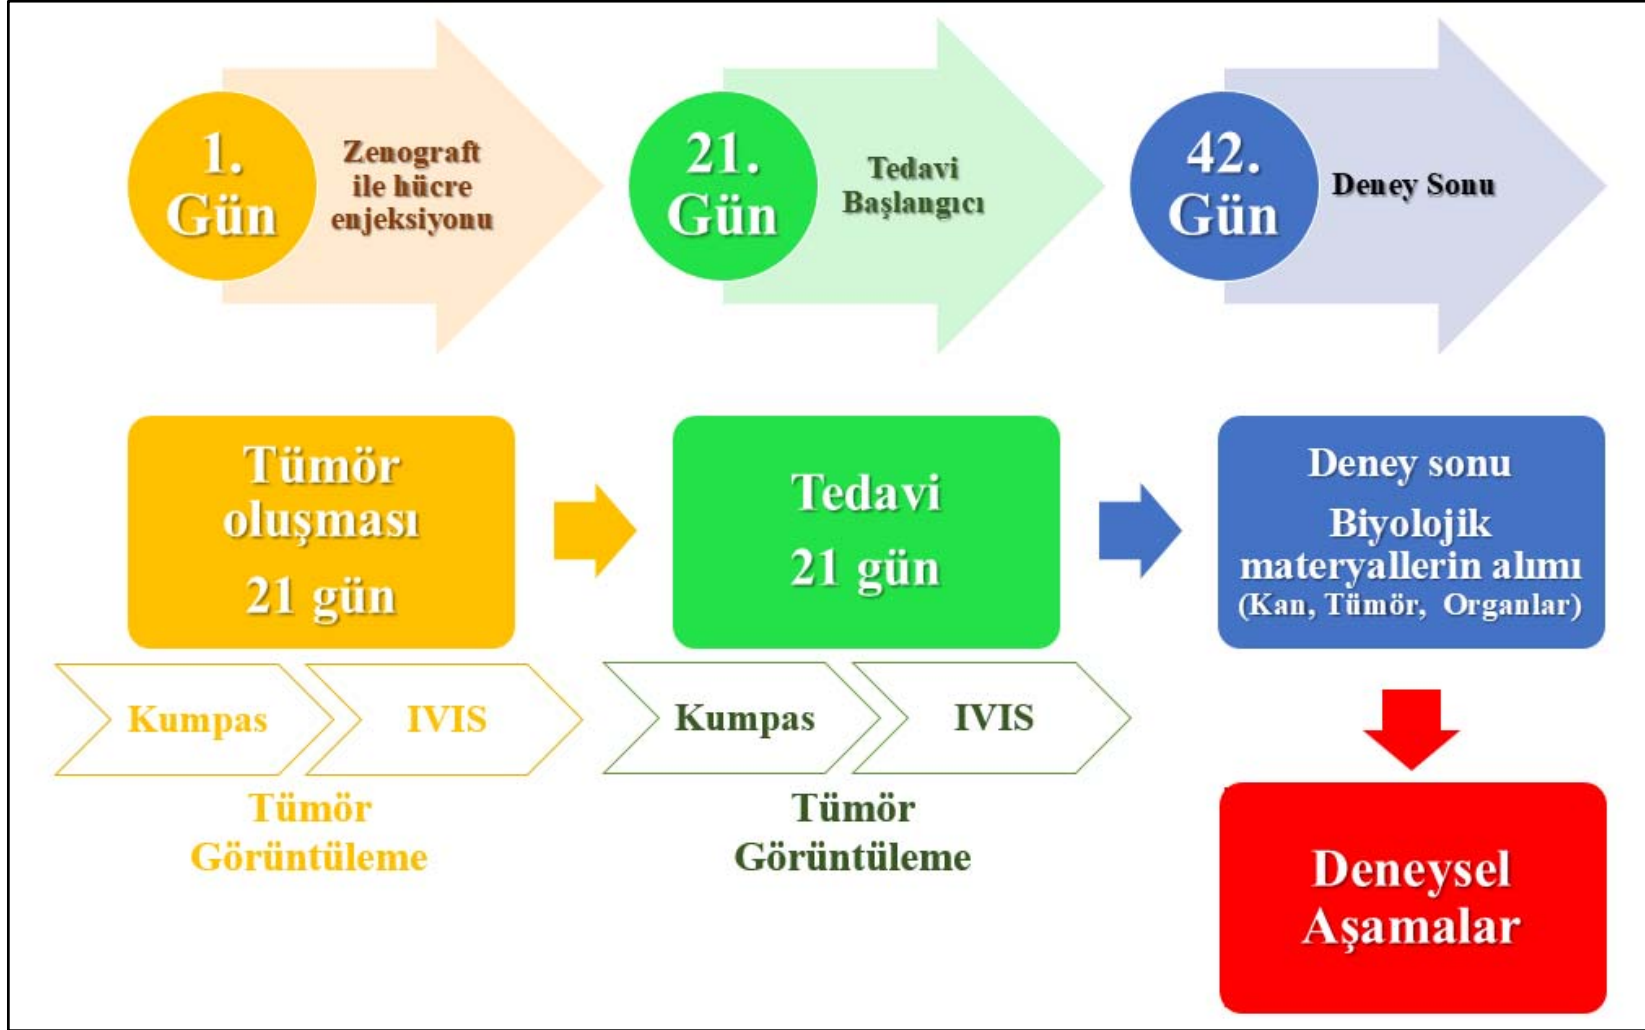 1.
Gün
Zenograft
ile hücre
enjeksiyonu
21.
Gün
Tedavi
Başlangıcı
42.
Gün
Deney Sonu
Tümör
oluşması
21 gün
Tedavi
21 gün
Deney sonu
Biyolojik
materyallerin alımı
(Kan, Tümör, Organlar)
Kumpas
IVIS
Kumpas
IVIS
Tümör
Görüntüleme
Tümör
Görüntüleme
Deneysel
Aşamalar